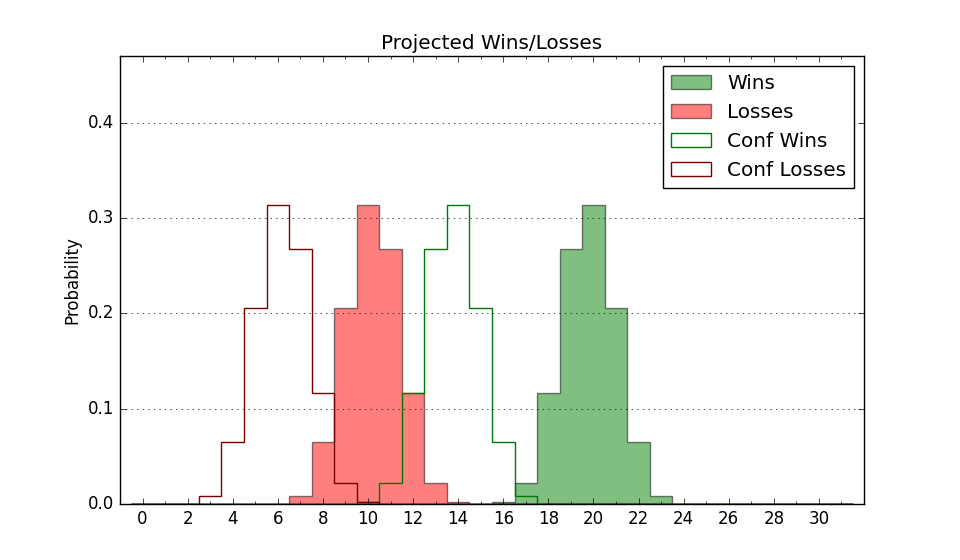 Projected Wins/Losses
Wins
Losses
Conf Wins
Conf Losses
Probability
0.4
0.3
0.2
0.1
0.0
0 2 4 6 8 10 12 14 16 18 20 22 24 26 28 30